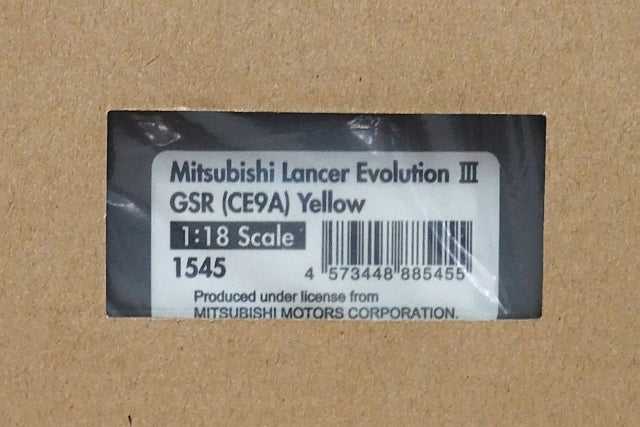 Mitsubishi Lancer Evolution III
GSR (CE9A) Yellow
1:18 Scale
1545
4 573448 885455
Produced under license from
MITSUBISHI MOTORS CORPORATION.